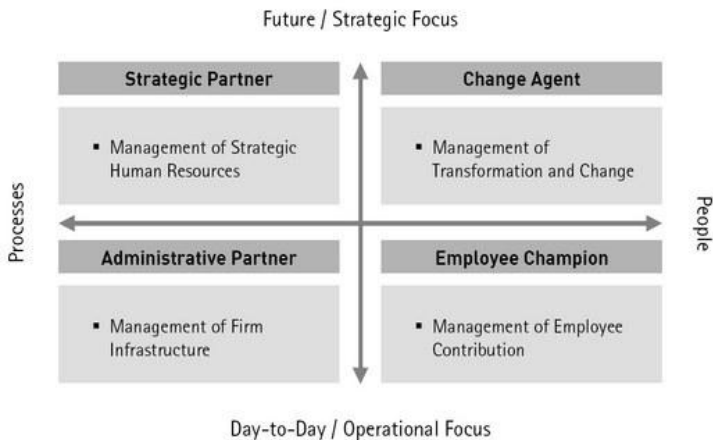 Future / Strategic Focus
Strategic Partner
▪ Management of Strategic
Human Resources
Change Agent
▪ Management of
Transformation and Change
Processes
People
Administrative Partner
▪ Management of Firm
Infrastructure
Employee Champion
▪ Management of Employee
Contribution
Day-to-Day / Operational Focus